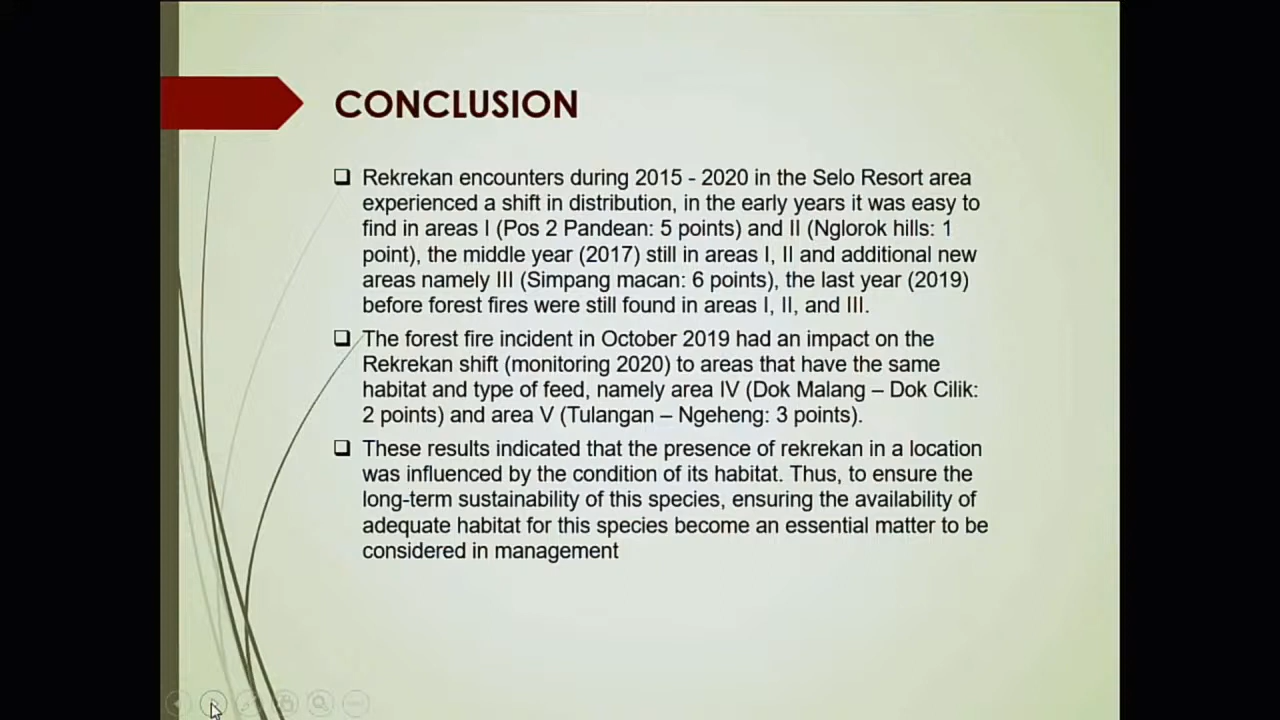 CONCLUSION
❑ Rekrekan encounters during 2015 - 2020 in the Selo Resort area
experienced a shift in distribution, in the early years it was easy to
find in areas I (Pos 2 Pandean: 5 points) and II (Nglorok hills: 1
point), the middle year (2017) still in areas I, II and additional new
areas namely III (Simpang macan: 6 points), the last year (2019)
before forest fires were still found in areas I, II, and III.
❑ The forest fire incident in October 2019 had an impact on the
Rekrekan shift (monitoring 2020) to areas that have the same
habitat and type of feed, namely area IV (Dok Malang – Dok Cilik:
2 points) and area V (Tulangan – Ngeheng: 3 points).
❑ These results indicated that the presence of rekrekan in a location
was influenced by the condition of its habitat. Thus, to ensure the
long-term sustainability of this species, ensuring the availability of
adequate habitat for this species become an essential matter to be
considered in management